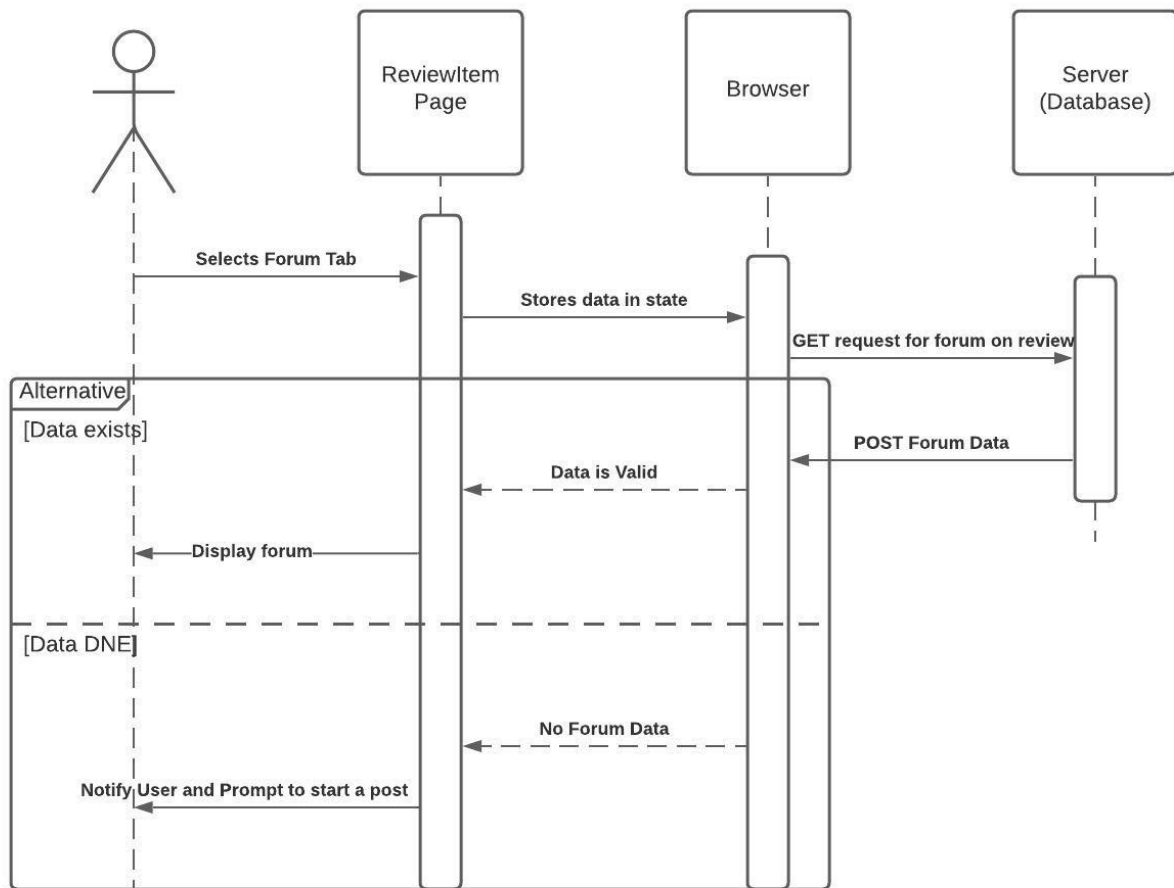 ReviewItem
Page
Browser
Server
(Database)
Selects Forum Tab
Stores data in state
GET request for forum on review
Alternative
[Data exists]
POST Forum Data
Data is Valid
Display forum
[Data DNE]
No Forum Data
Notify User and Prompt to start a post